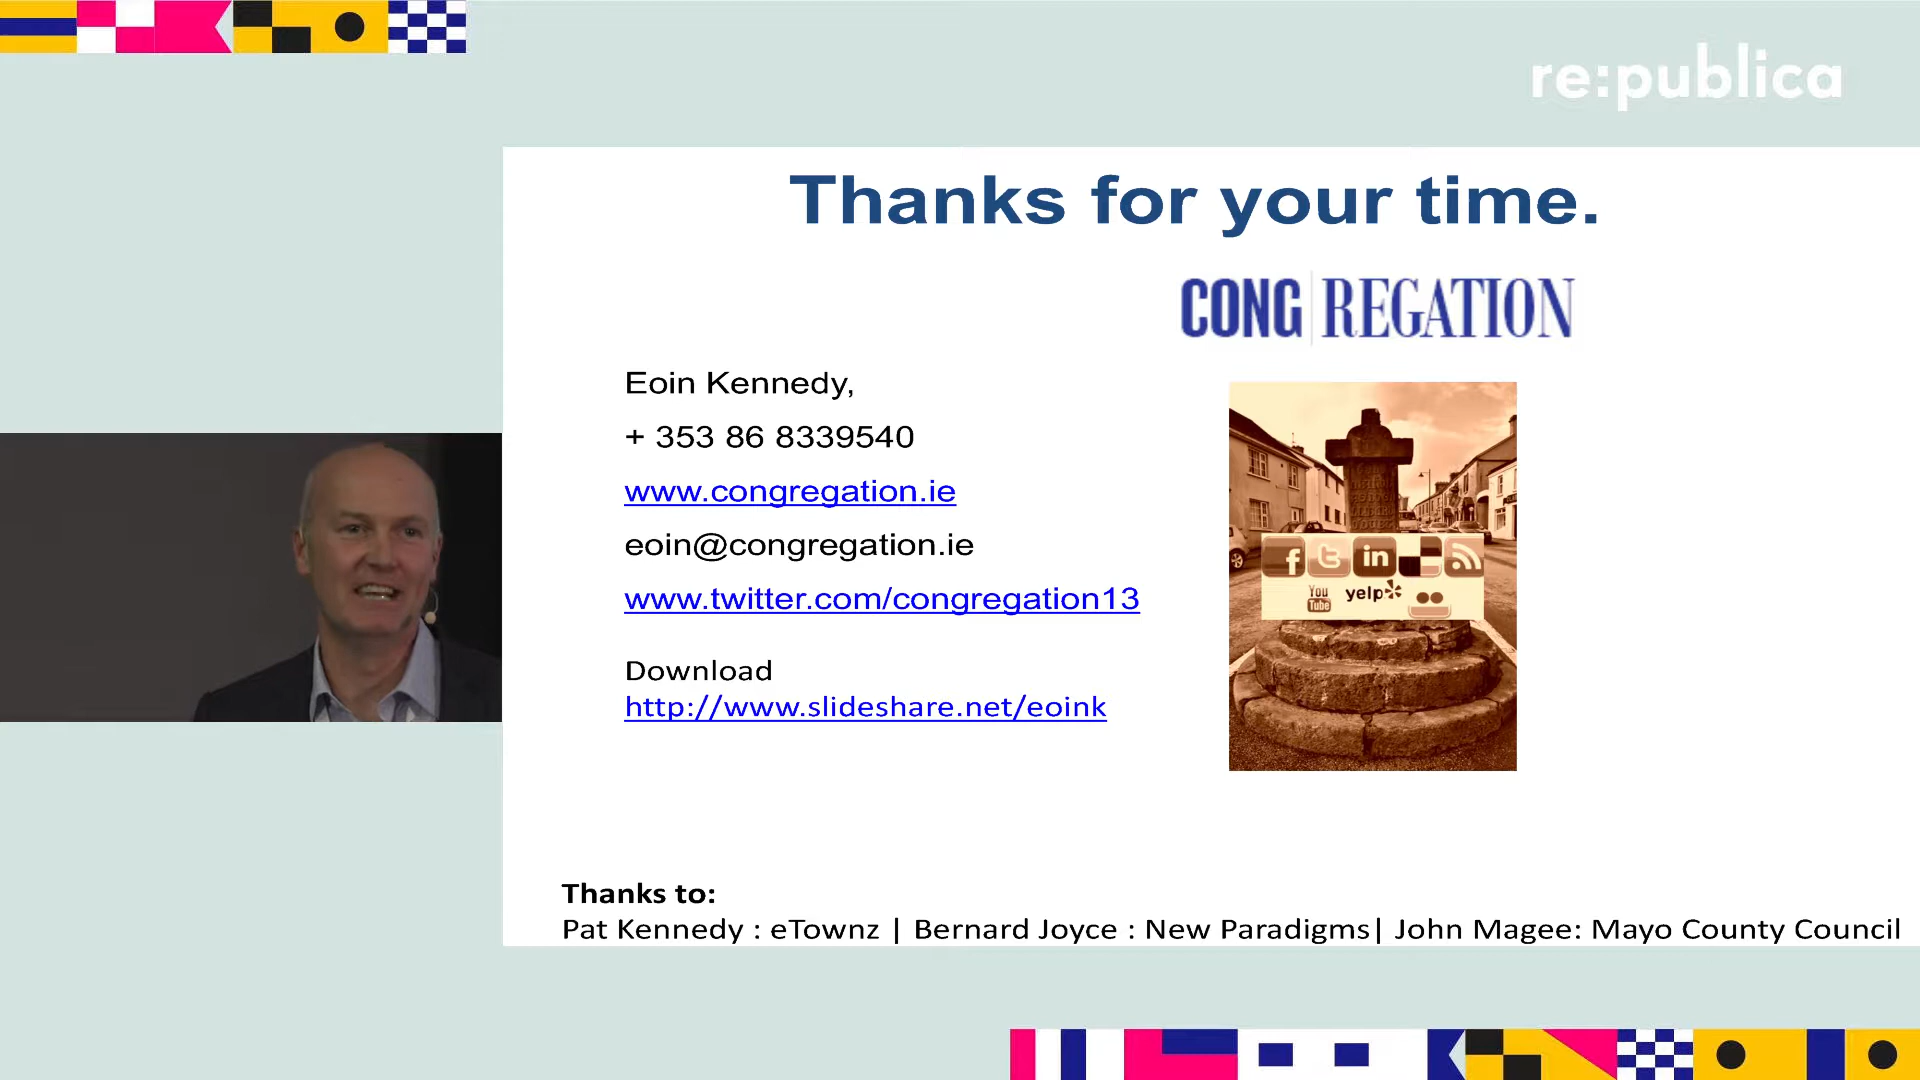 re:publica
Thanks for your time.
CONG REGATION
Eoin Kennedy,
+ 353 86 8339540
www.congregation.ie
eoin@congregation.ie
www.twitter.com/congregation13
Download
http://www.slideshare.net/eoink
f t in
You Tube yelp
Thanks to:
Pat Kennedy : eTownz | Bernard Joyce : New Paradigms| John Magee: Mayo County Council